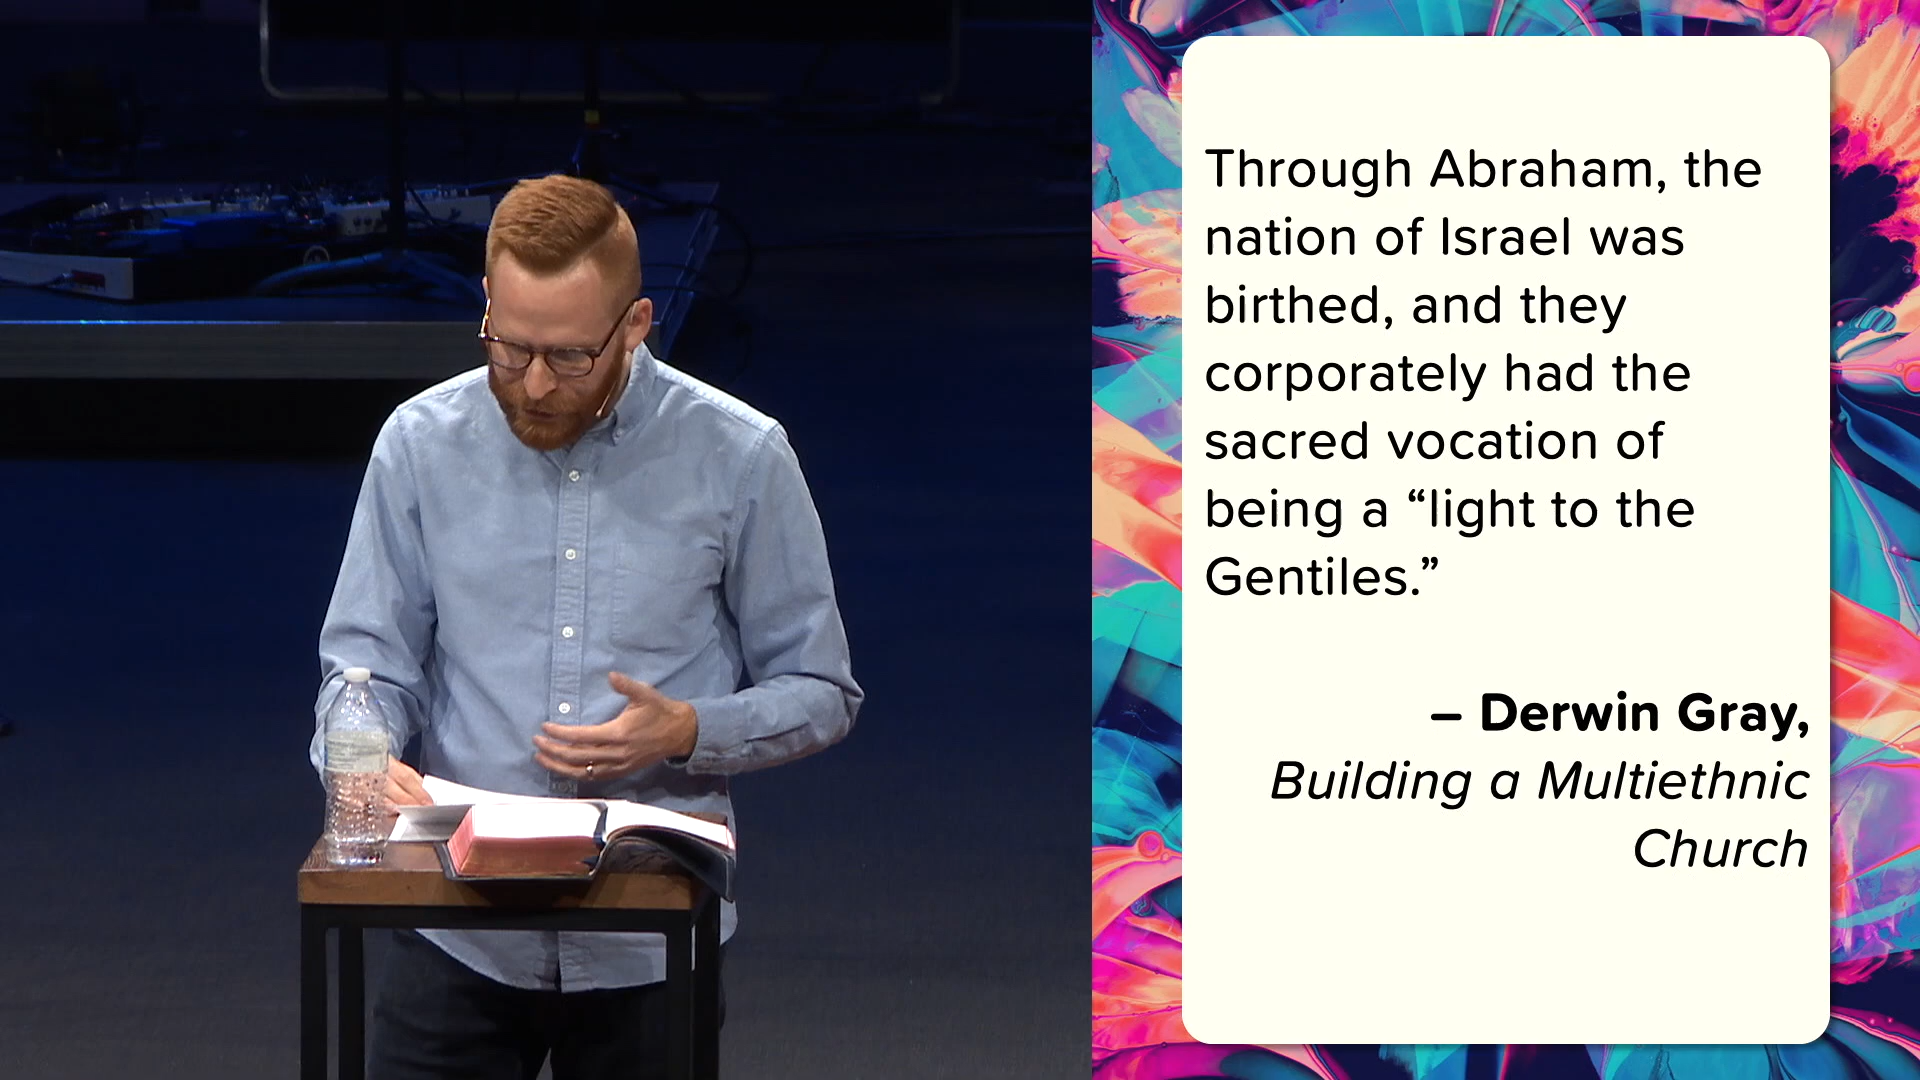 Through Abraham, the
nation of Israel was
birthed, and they
corporately had the
sacred vocation of
being a “light to the
Gentiles.”
– Derwin Gray,
Building a Multiethnic
Church